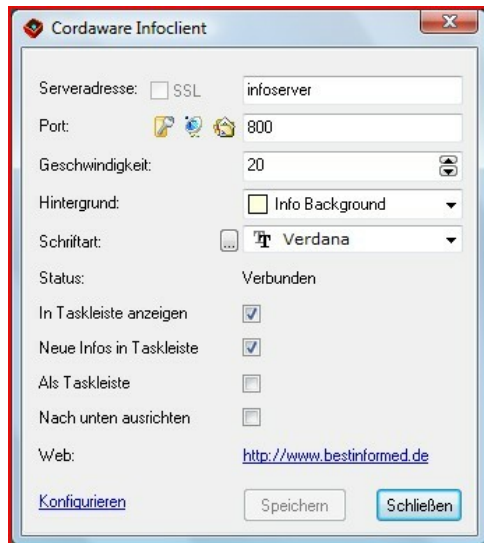 Cordaware Infoclient
Serveradresse: SSL infoserver
Port: 800
Geschwindigkeit: 20
Hintergrund: Info Background
Schriftart: ... Verdana
Status: Verbunden
In Taskleiste anzeigen
Neue Infos in Taskleiste
Als Taskleiste
Nach unten ausrichten
Web: http://www.bestinformed.de
Konfigurieren Speichern Schließen